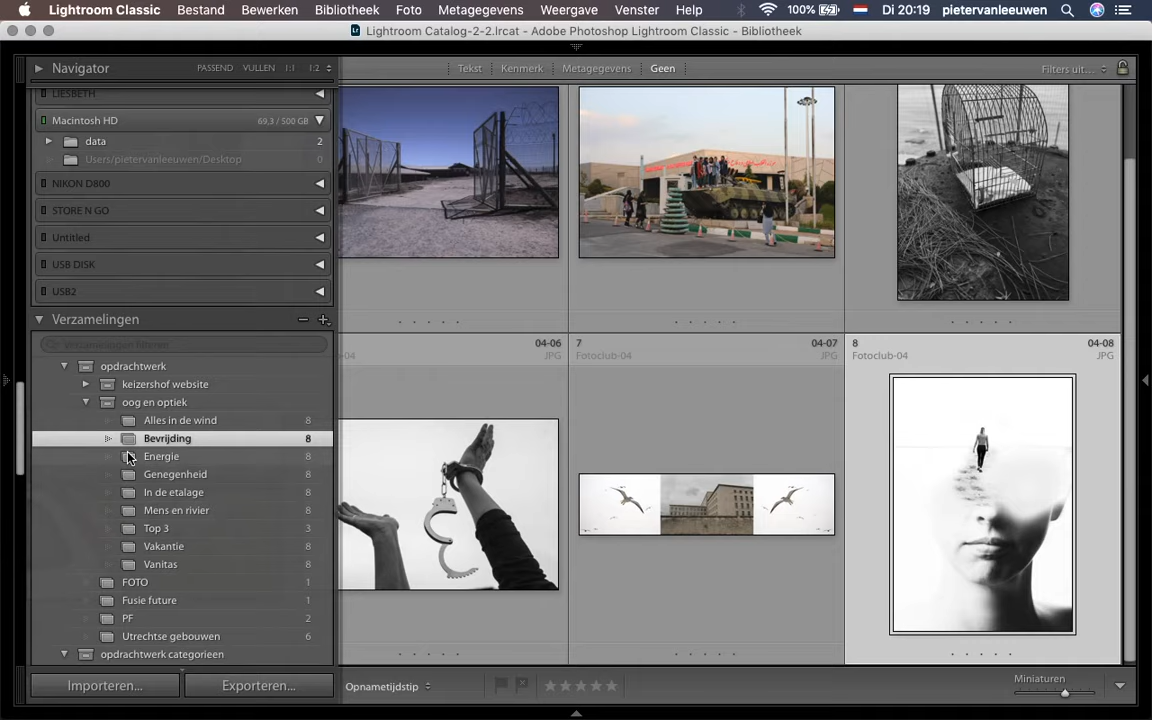 Lightroom Classic Bestand Bewerken Bibliotheek Foto Metagegevens Weergave Venster Help 100% Di 20:19 pietervanleeuwen
Lightroom Catalog-2-2.lrcat - Adobe Photoshop Lightroom Classic - Bibliotheek
Navigator PASSEND VULLEN 1:1 1:2
Tekst Kenmerk Metagegevens Geen Filters uit...
LIESBETH
Macintosh HD 69,3 / 500 GB
data 2
Users/pietervanleeuwen/Desktop 0
NIKON D800
STORE N GO
Untitled
USB DISK
USB2
Verzamelingen
Verzamelingen filteren
opdrachtwerk
keizershof website
oog en optiek
Alles in de wind 8
Bevrijding 8
Energie 8
Genegenheid 8
In de etalage 8
Mens en rivier 8
Top 3 3
Vakantie 8
Vanitas 8
FOTO 1
Fusie future 1
PF 2
Utrechtse gebouwen 6
opdrachtwerk categorieen
Importeren... Exporteren...
-04 04-06
JPG
7 04-07
Fotoclub-04 JPG
8 04-08
Fotoclub-04 JPG
Opnametijdstip Miniaturen